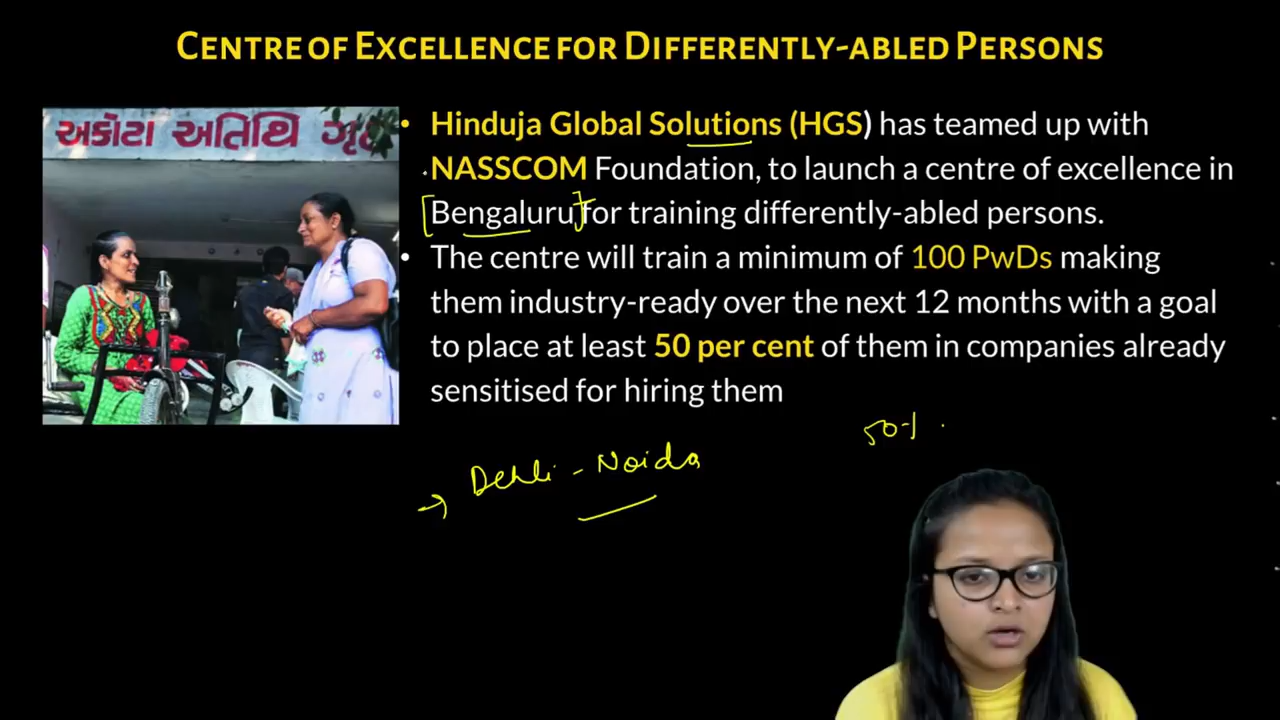 CENTRE OF EXCELLENCE FOR DIFFERENTLY-ABLED PERSONS
અકોટા અતિથિ ગૃહ
• Hinduja Global Solutions (HGS) has teamed up with
NASSCOM Foundation, to launch a centre of excellence in
[Bengaluru] for training differently-abled persons.
• The centre will train a minimum of 100 PwDs making
them industry-ready over the next 12 months with a goal
to place at least 50 per cent of them in companies already
sensitised for hiring them
50%
→ Dehli - Noida